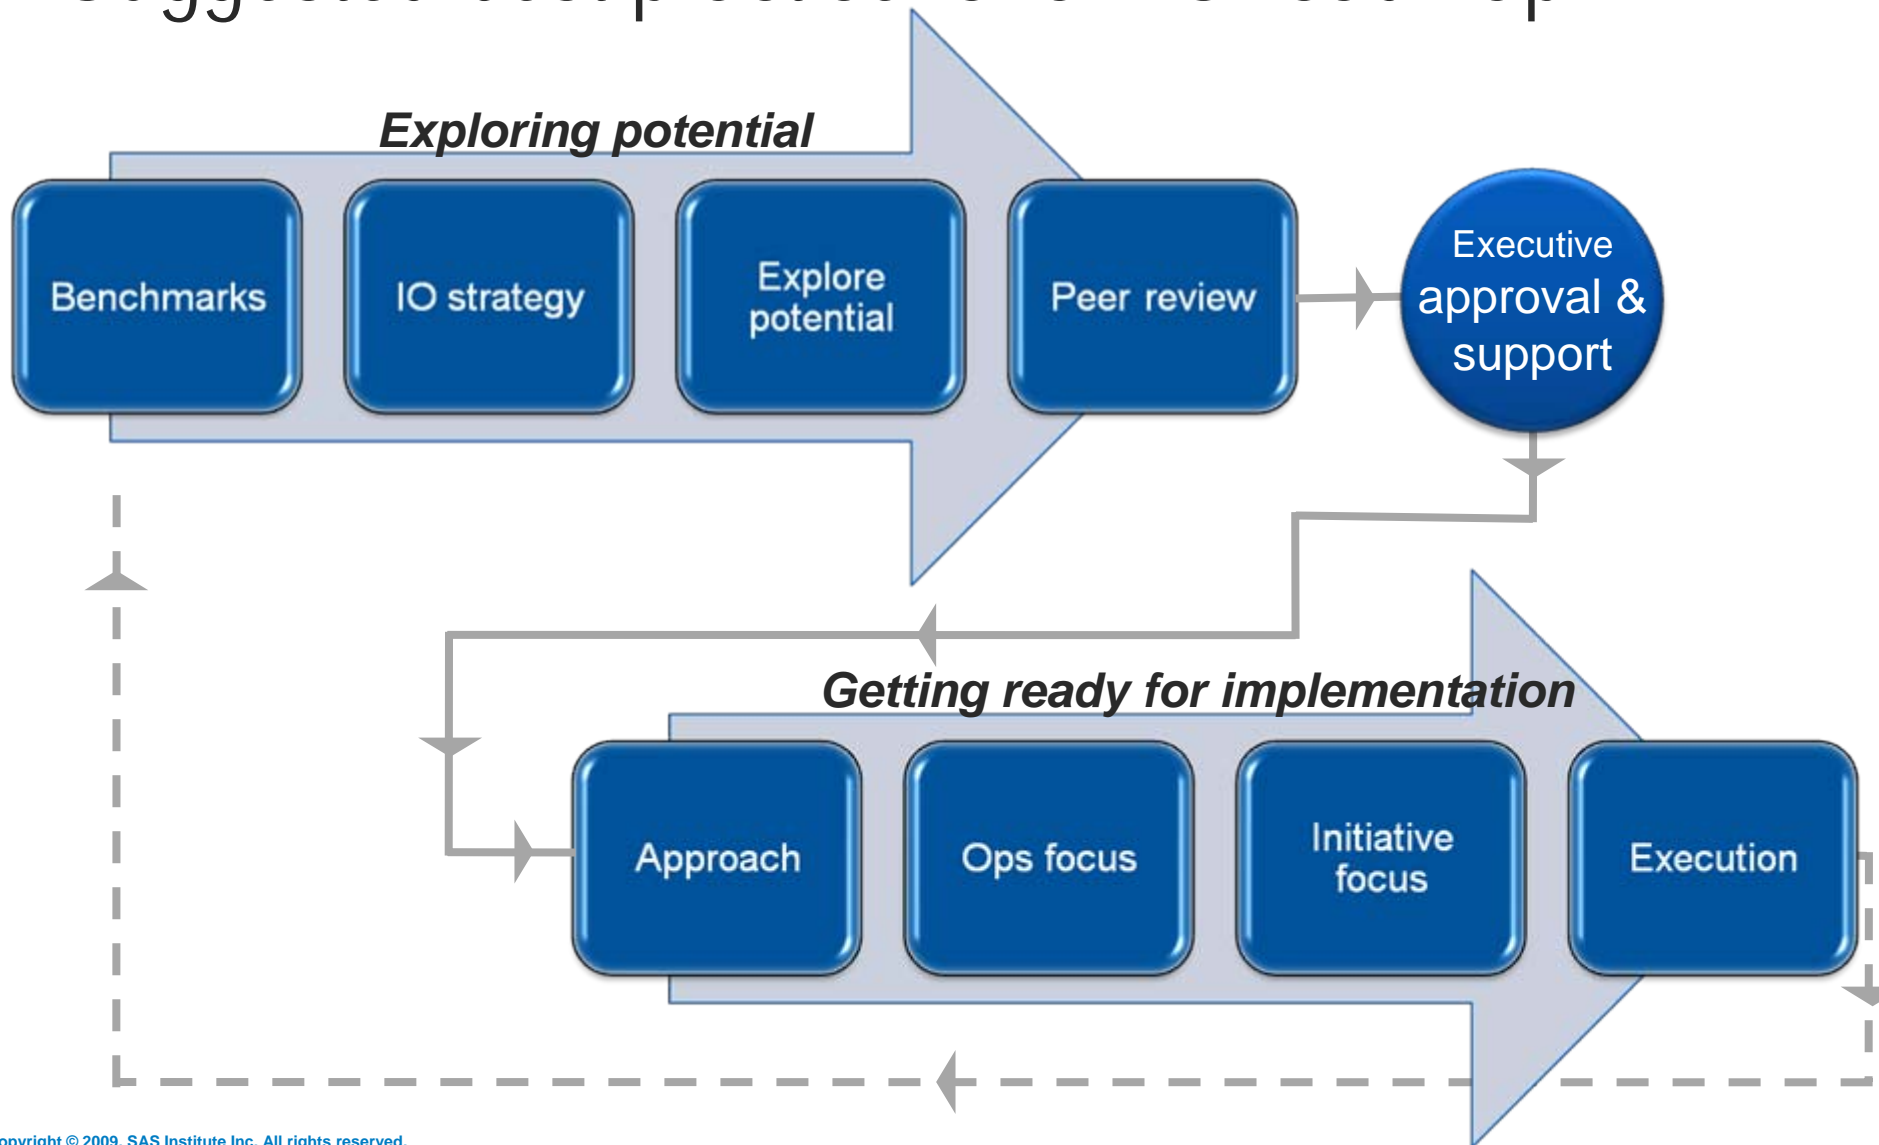 Exploring potential
Benchmarks
IO strategy
Explore
potential
Peer review
Executive
approval &
support
Getting ready for implementation
Approach
Ops focus
Initiative
focus
Execution
opyright © 2009, SAS Institute Inc. All rights reserved.